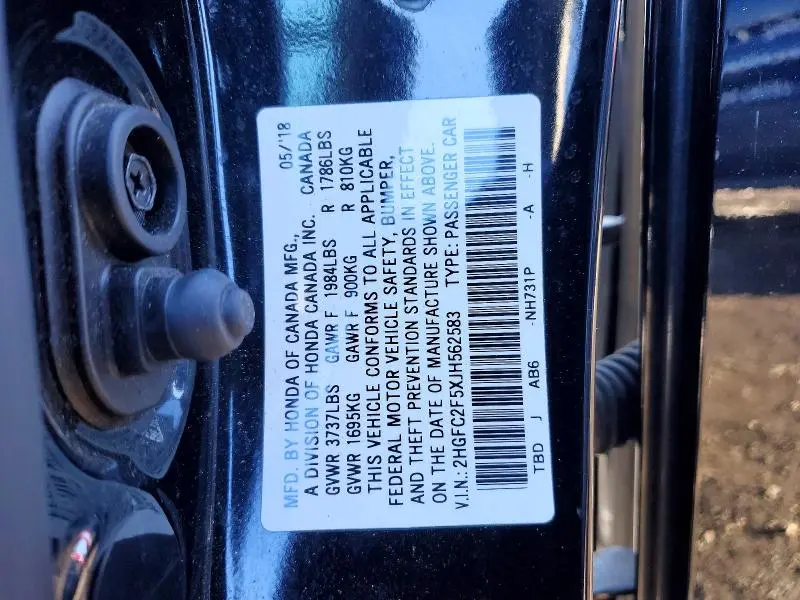 MFD. BY HONDA OF CANADA MFG., 05/'18
A DIVISION OF HONDA CANADA INC. CANADA
GVWR 3737LBS GAWR F 1984LBS R 1786LBS
GVWR 1695KG GAWR F 900KG R 810KG
THIS VEHICLE CONFORMS TO ALL APPLICABLE
FEDERAL MOTOR VEHICLE SAFETY, BUMPER,
AND THEFT PREVENTION STANDARDS IN EFFECT
ON THE DATE OF MANUFACTURE SHOWN ABOVE.
V.I.N.: 2HGFC2F5XJH562583 TYPE: PASSENGER CAR
TBD J AB6 -NH731P -A -H